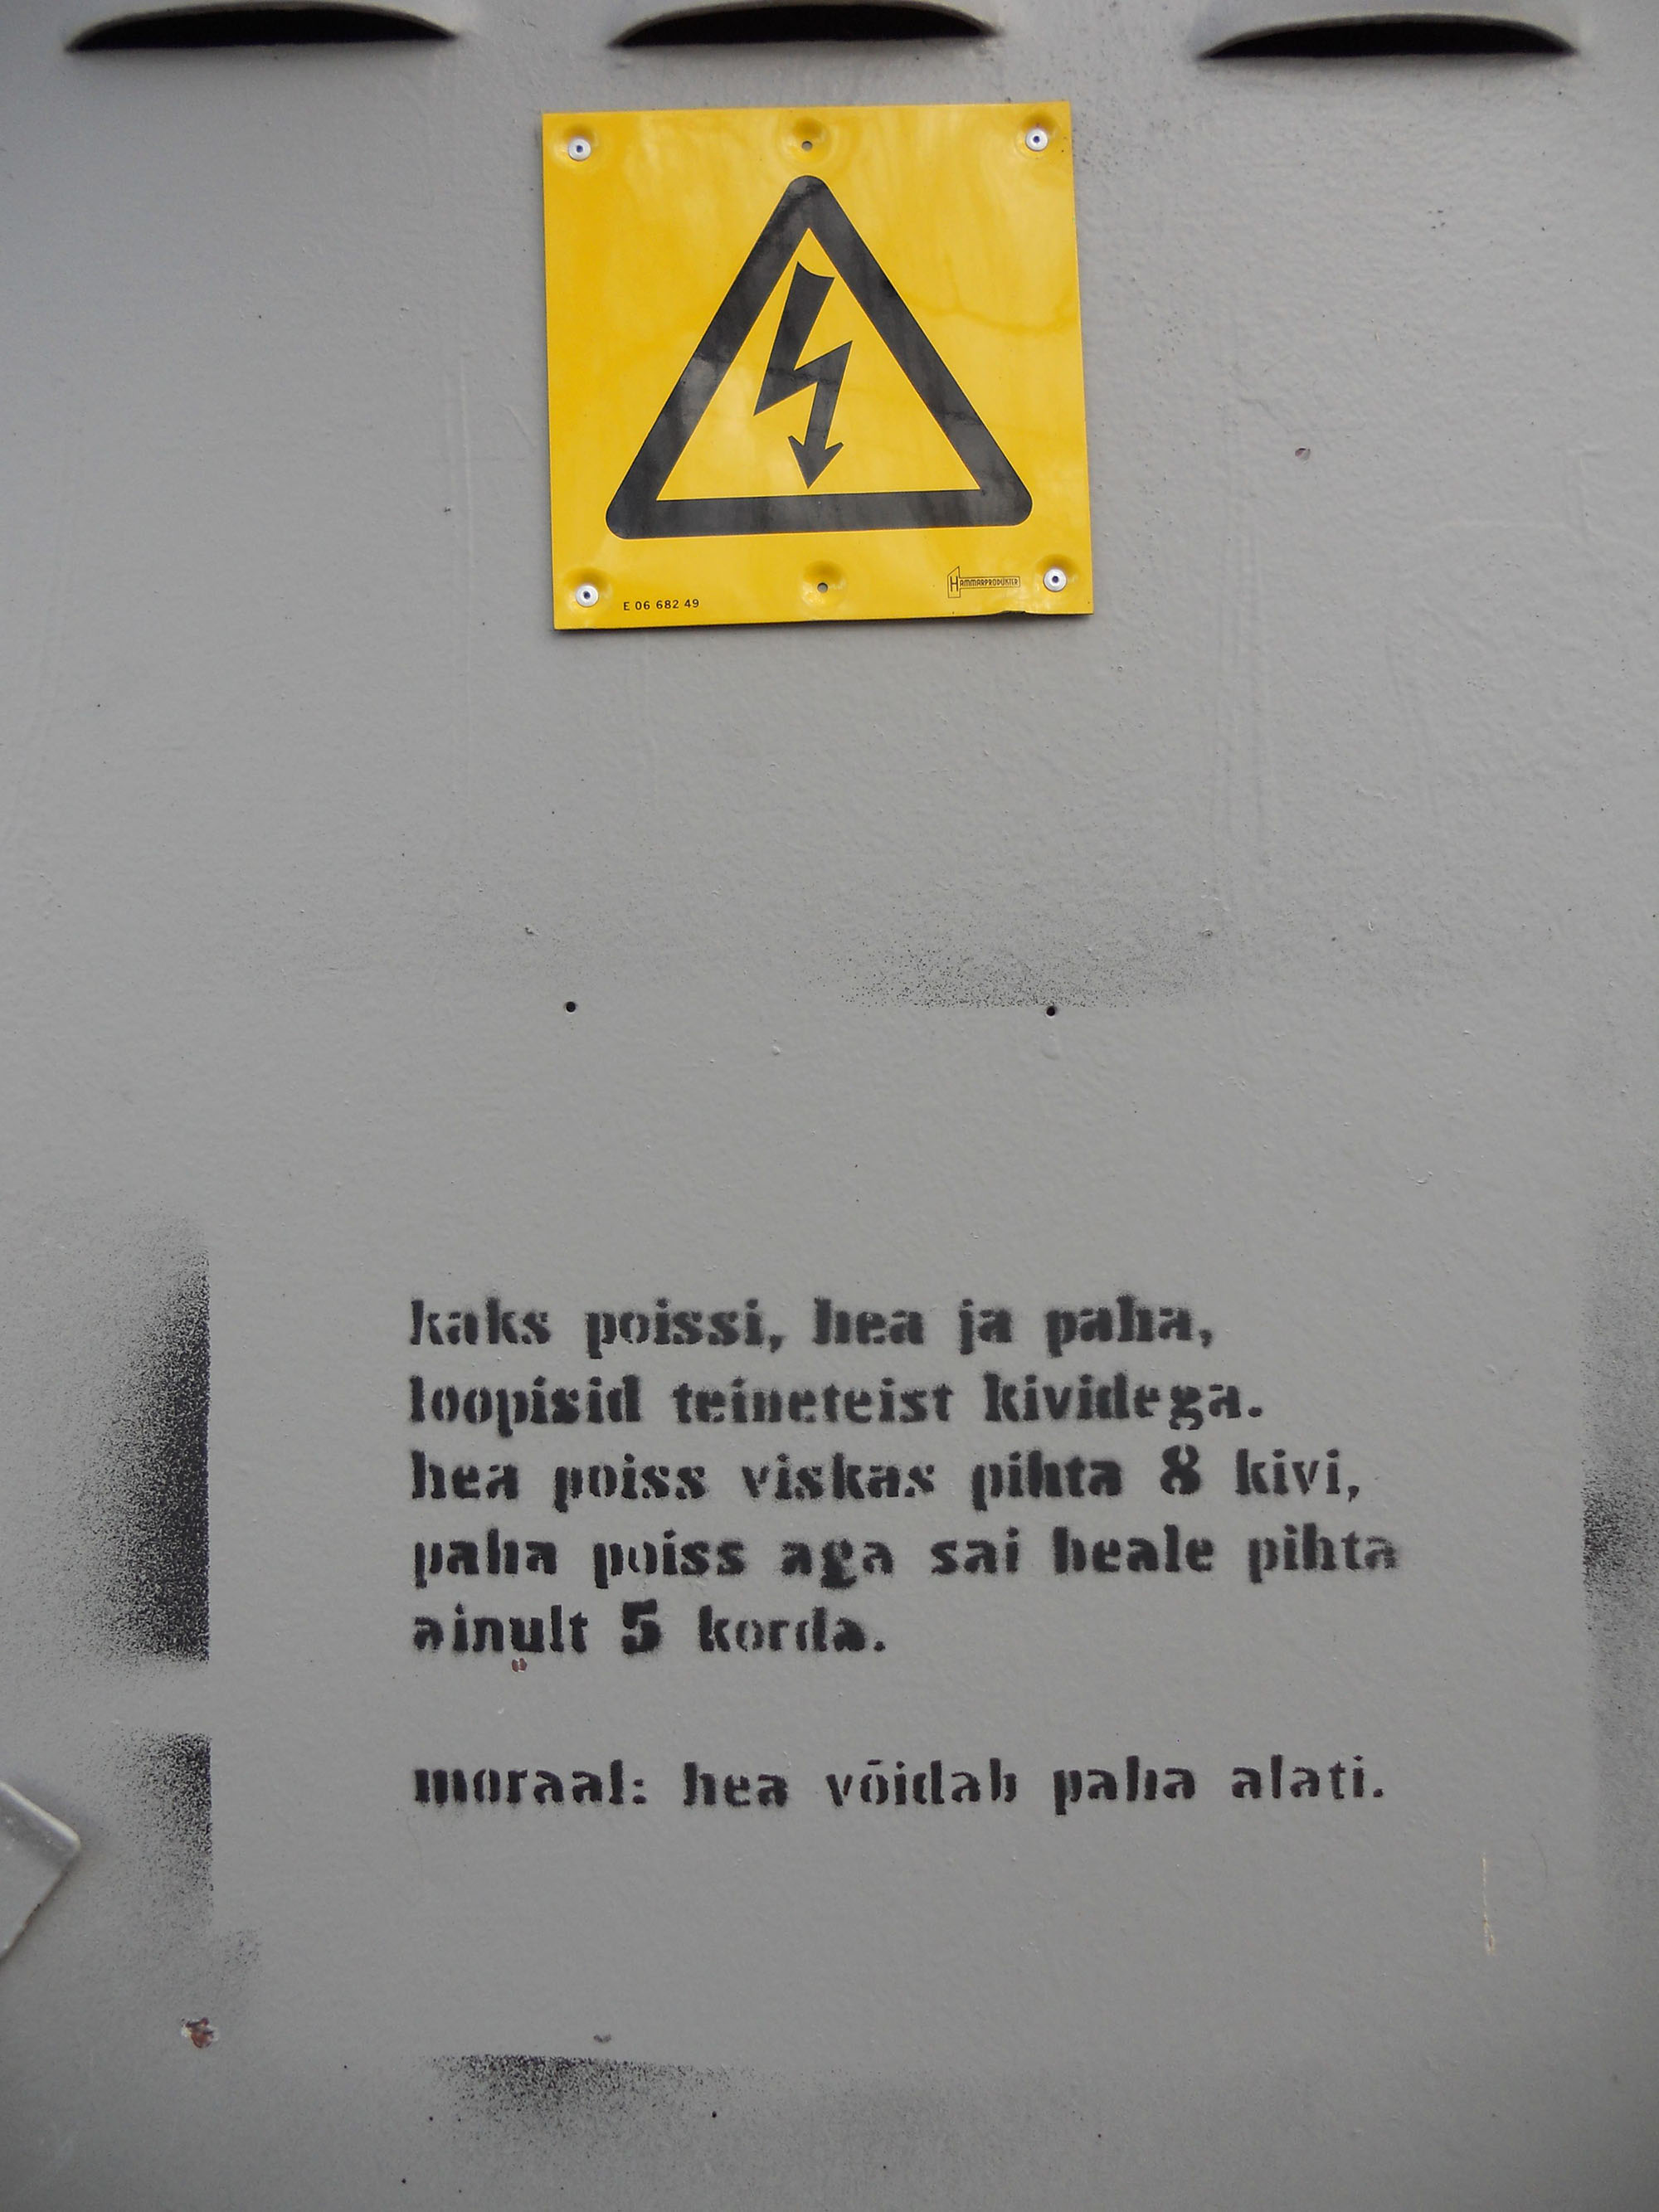 E 06 682 49
HAMMARPRODUKTER
kaks poissi, hea ja paha,
loopisid teineteist kividega.
hea poiss viskas pihta 8 kivi,
paha poiss aga sai heale pihta
ainult 5 korda.
moraal: hea võidab paha alati.